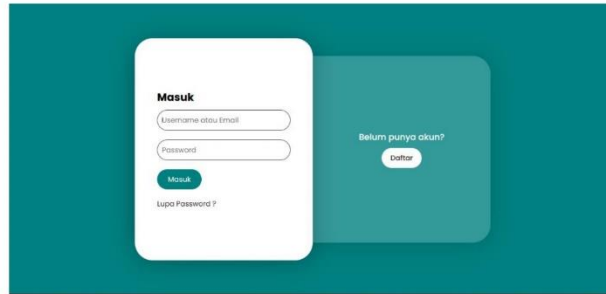 Masuk
Username atau Email
Password
Masuk
Lupa Password ?
Belum punya akun?
Daftar